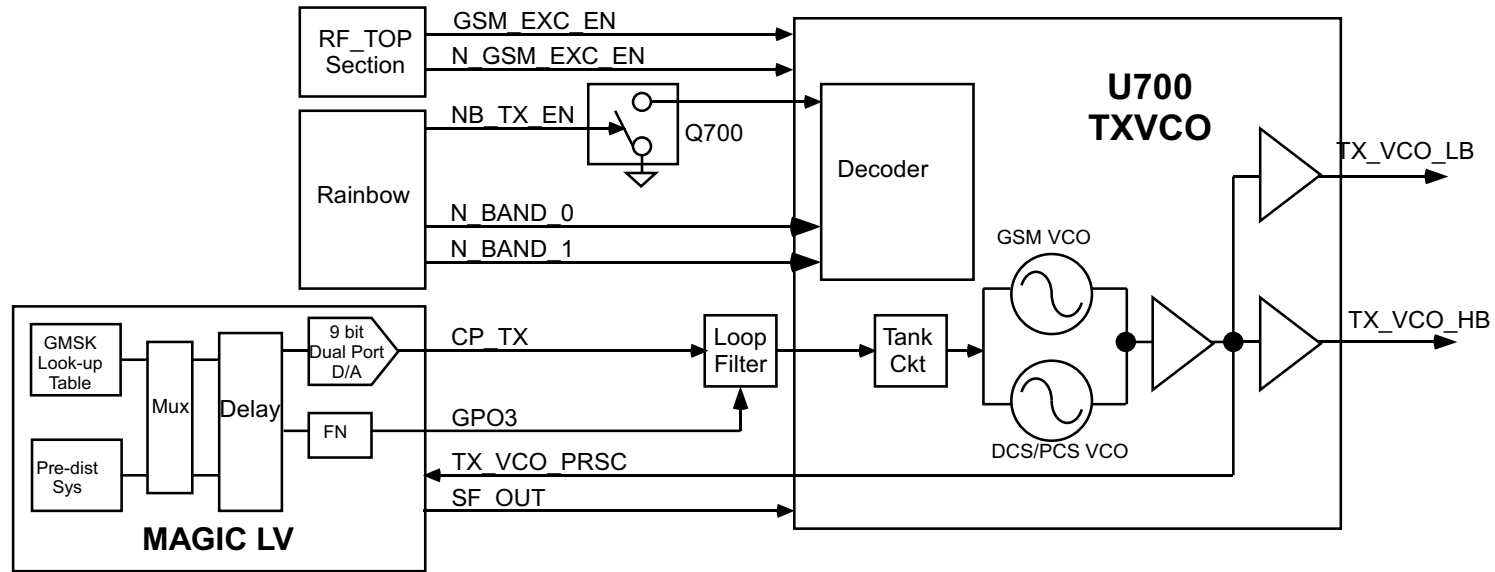 RF_TOP
Section
GSM_EXC_EN
N_GSM_EXC_EN
U700
TXVCO
NB_TX_EN
Q700
Rainbow
N_BAND_0
N_BAND_1
Decoder
TX_VCO_LB
GSM VCO
DCS/PCS VCO
TX_VCO_HB
GMSK
Look-up
Table
Mux
Delay
9 bit
Dual Port
D/A
CP_TX
Loop
Filter
Tank
Ckt
FN
GPO3
Pre-dist
Sys
TX_VCO_PRSC
SF_OUT
MAGIC LV